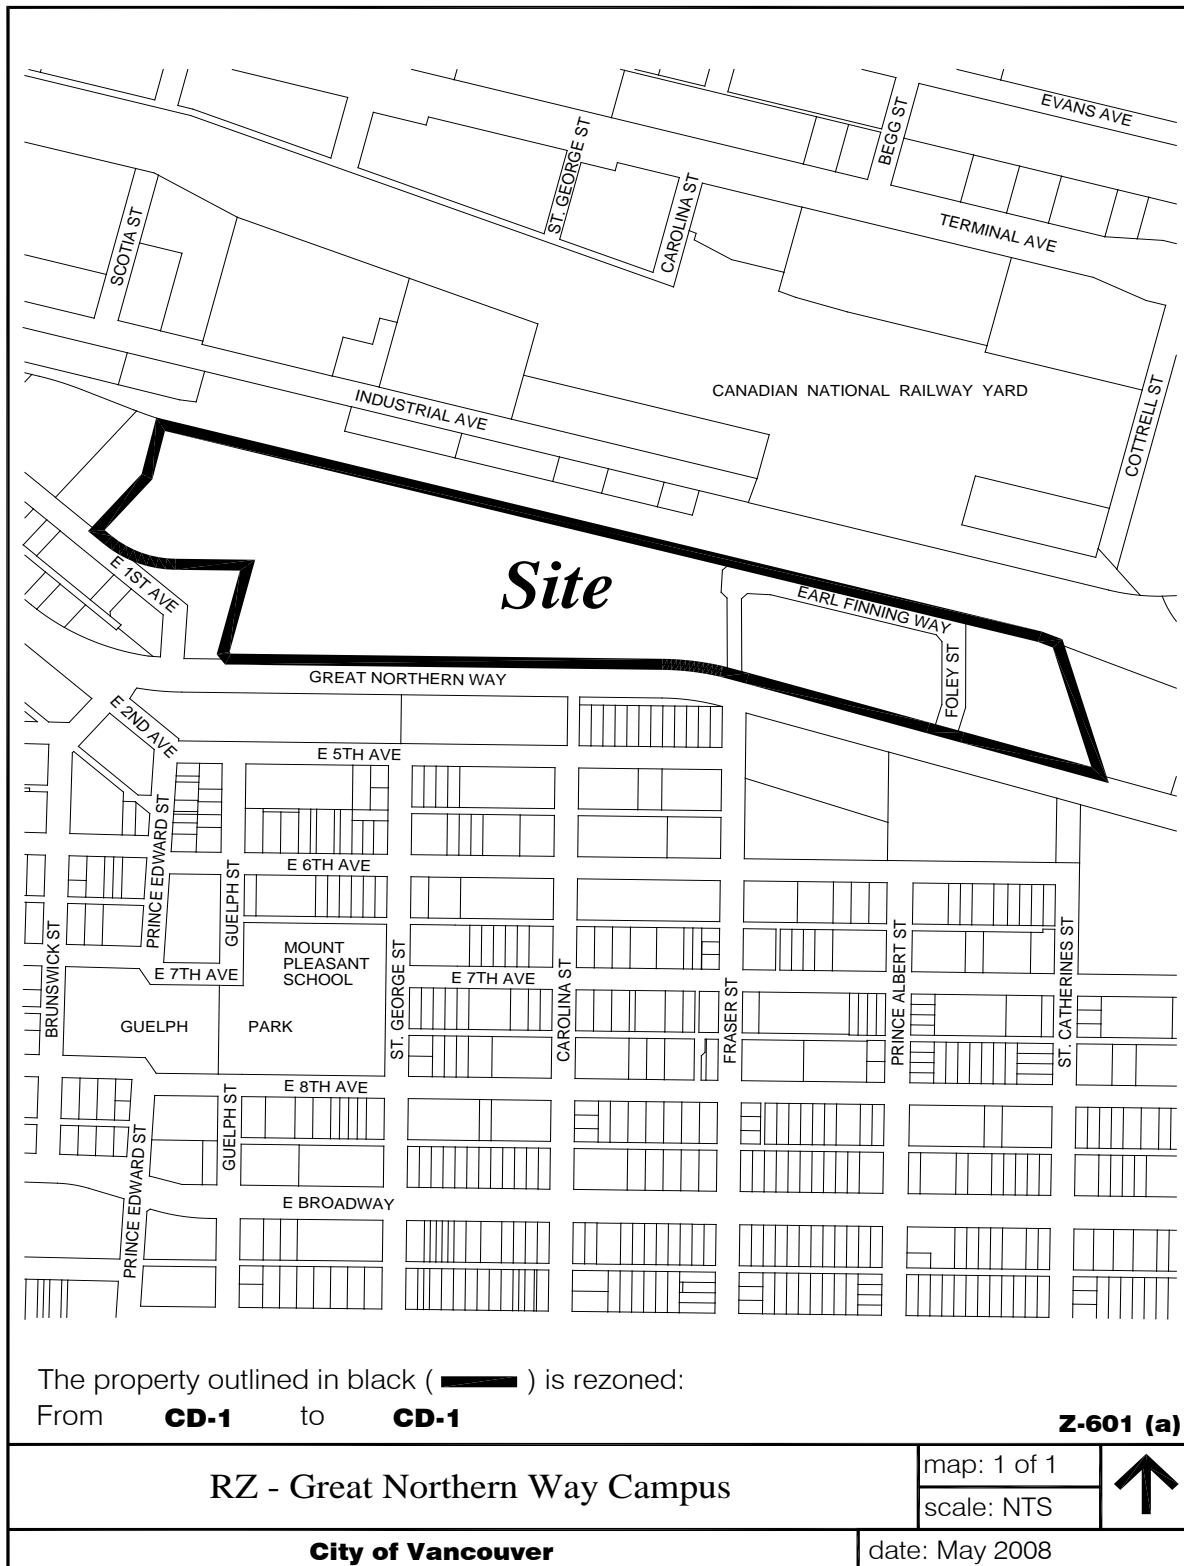 EVANS AVE
BEGG ST
ST. GEORGE ST
CAROLINA ST
TERMINAL AVE
SCOTIA ST
CANADIAN NATIONAL RAILWAY YARD
COTTRELL ST
INDUSTRIAL AVE
Site
E 1ST AVE
EARL FINNING WAY
FOLEY ST
GREAT NORTHERN WAY
E 2ND AVE
E 5TH AVE
PRINCE EDWARD ST
E 6TH AVE
GUELPH ST
BRUNSWICK ST
MOUNT
PLEASANT
SCHOOL
E 7TH AVE
ST. GEORGE ST
E 7TH AVE
CAROLINA ST
FRASER ST
PRINCE ALBERT ST
ST. CATHERINES ST
GUELPH PARK
E 8TH AVE
GUELPH ST
PRINCE EDWARD ST
E BROADWAY
The property outlined in black ( ) is rezoned:
From CD-1 to CD-1
Z-601 (a)
RZ - Great Northern Way Campus
map: 1 of 1
scale: NTS
City of Vancouver
date: May 2008